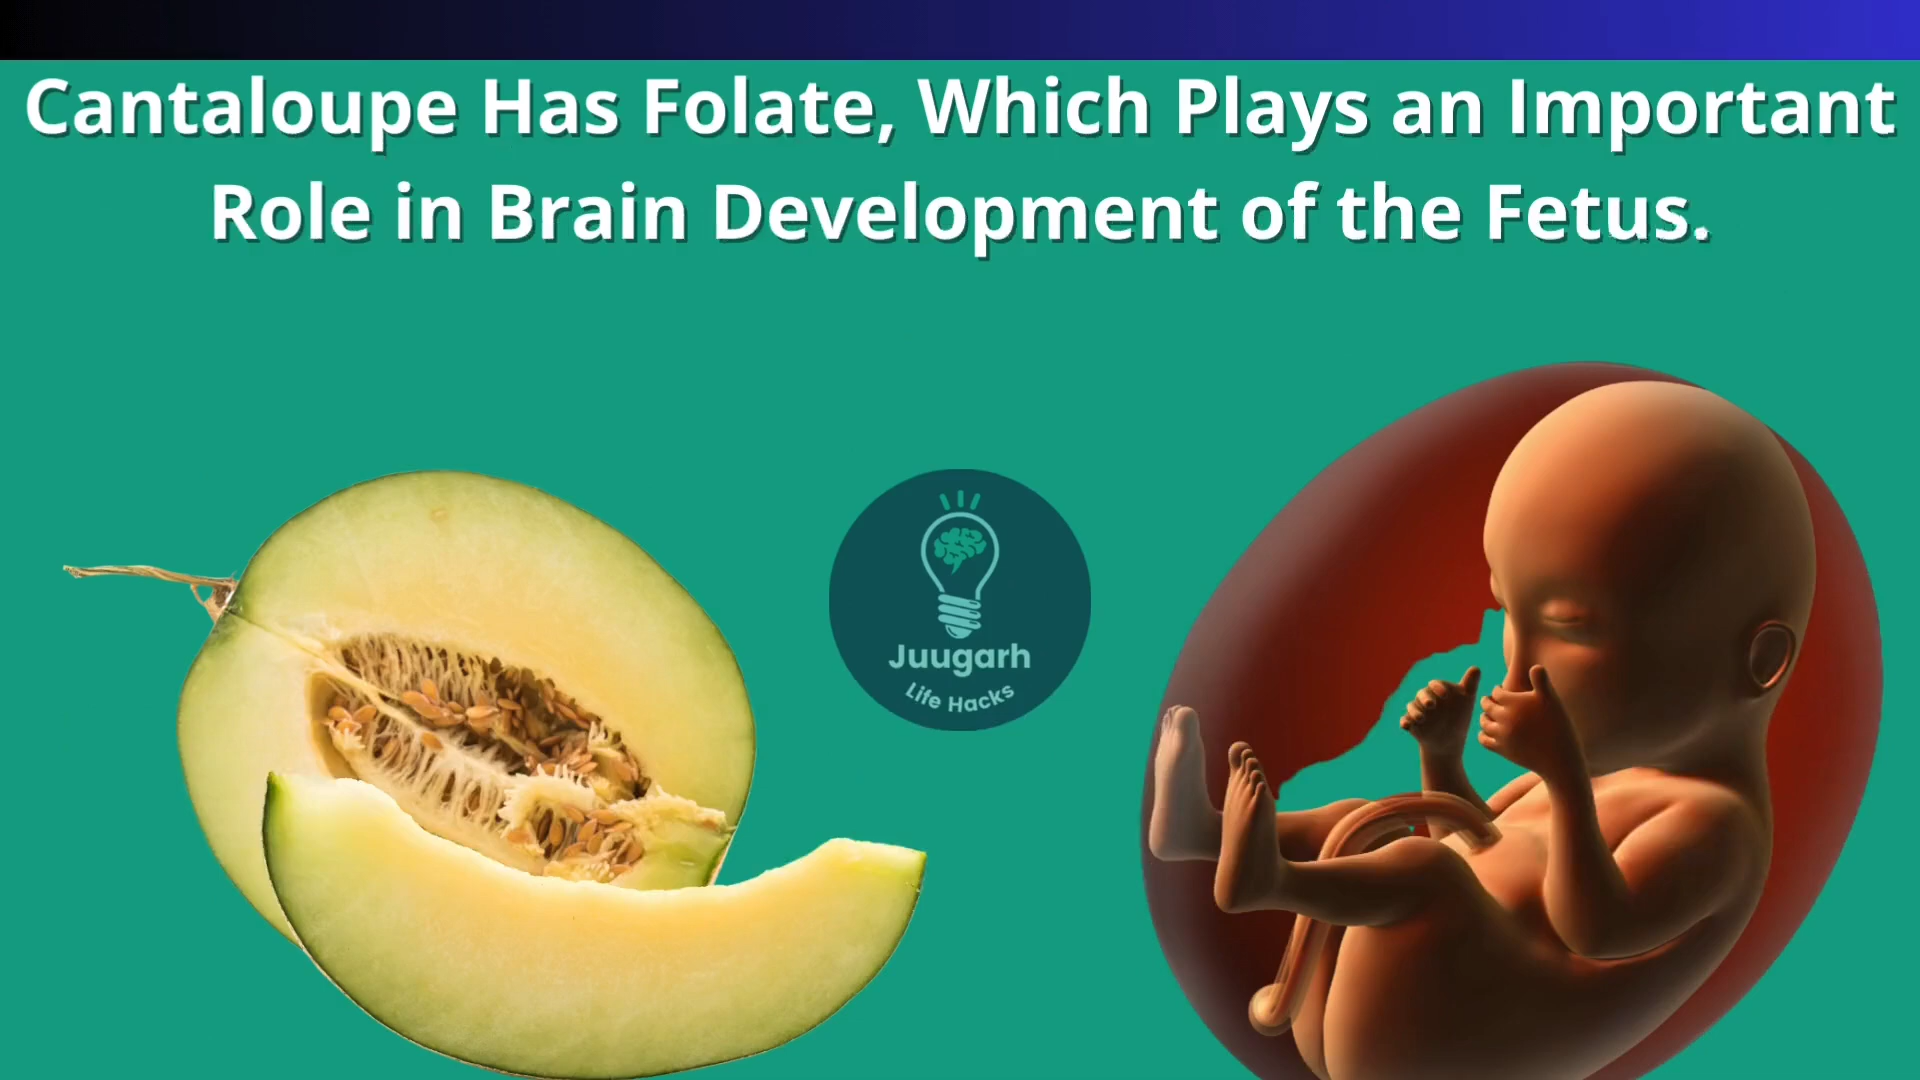 Cantaloupe Has Folate, Which Plays an Important
Role in Brain Development of the Fetus.
Juugarh
Life Hacks